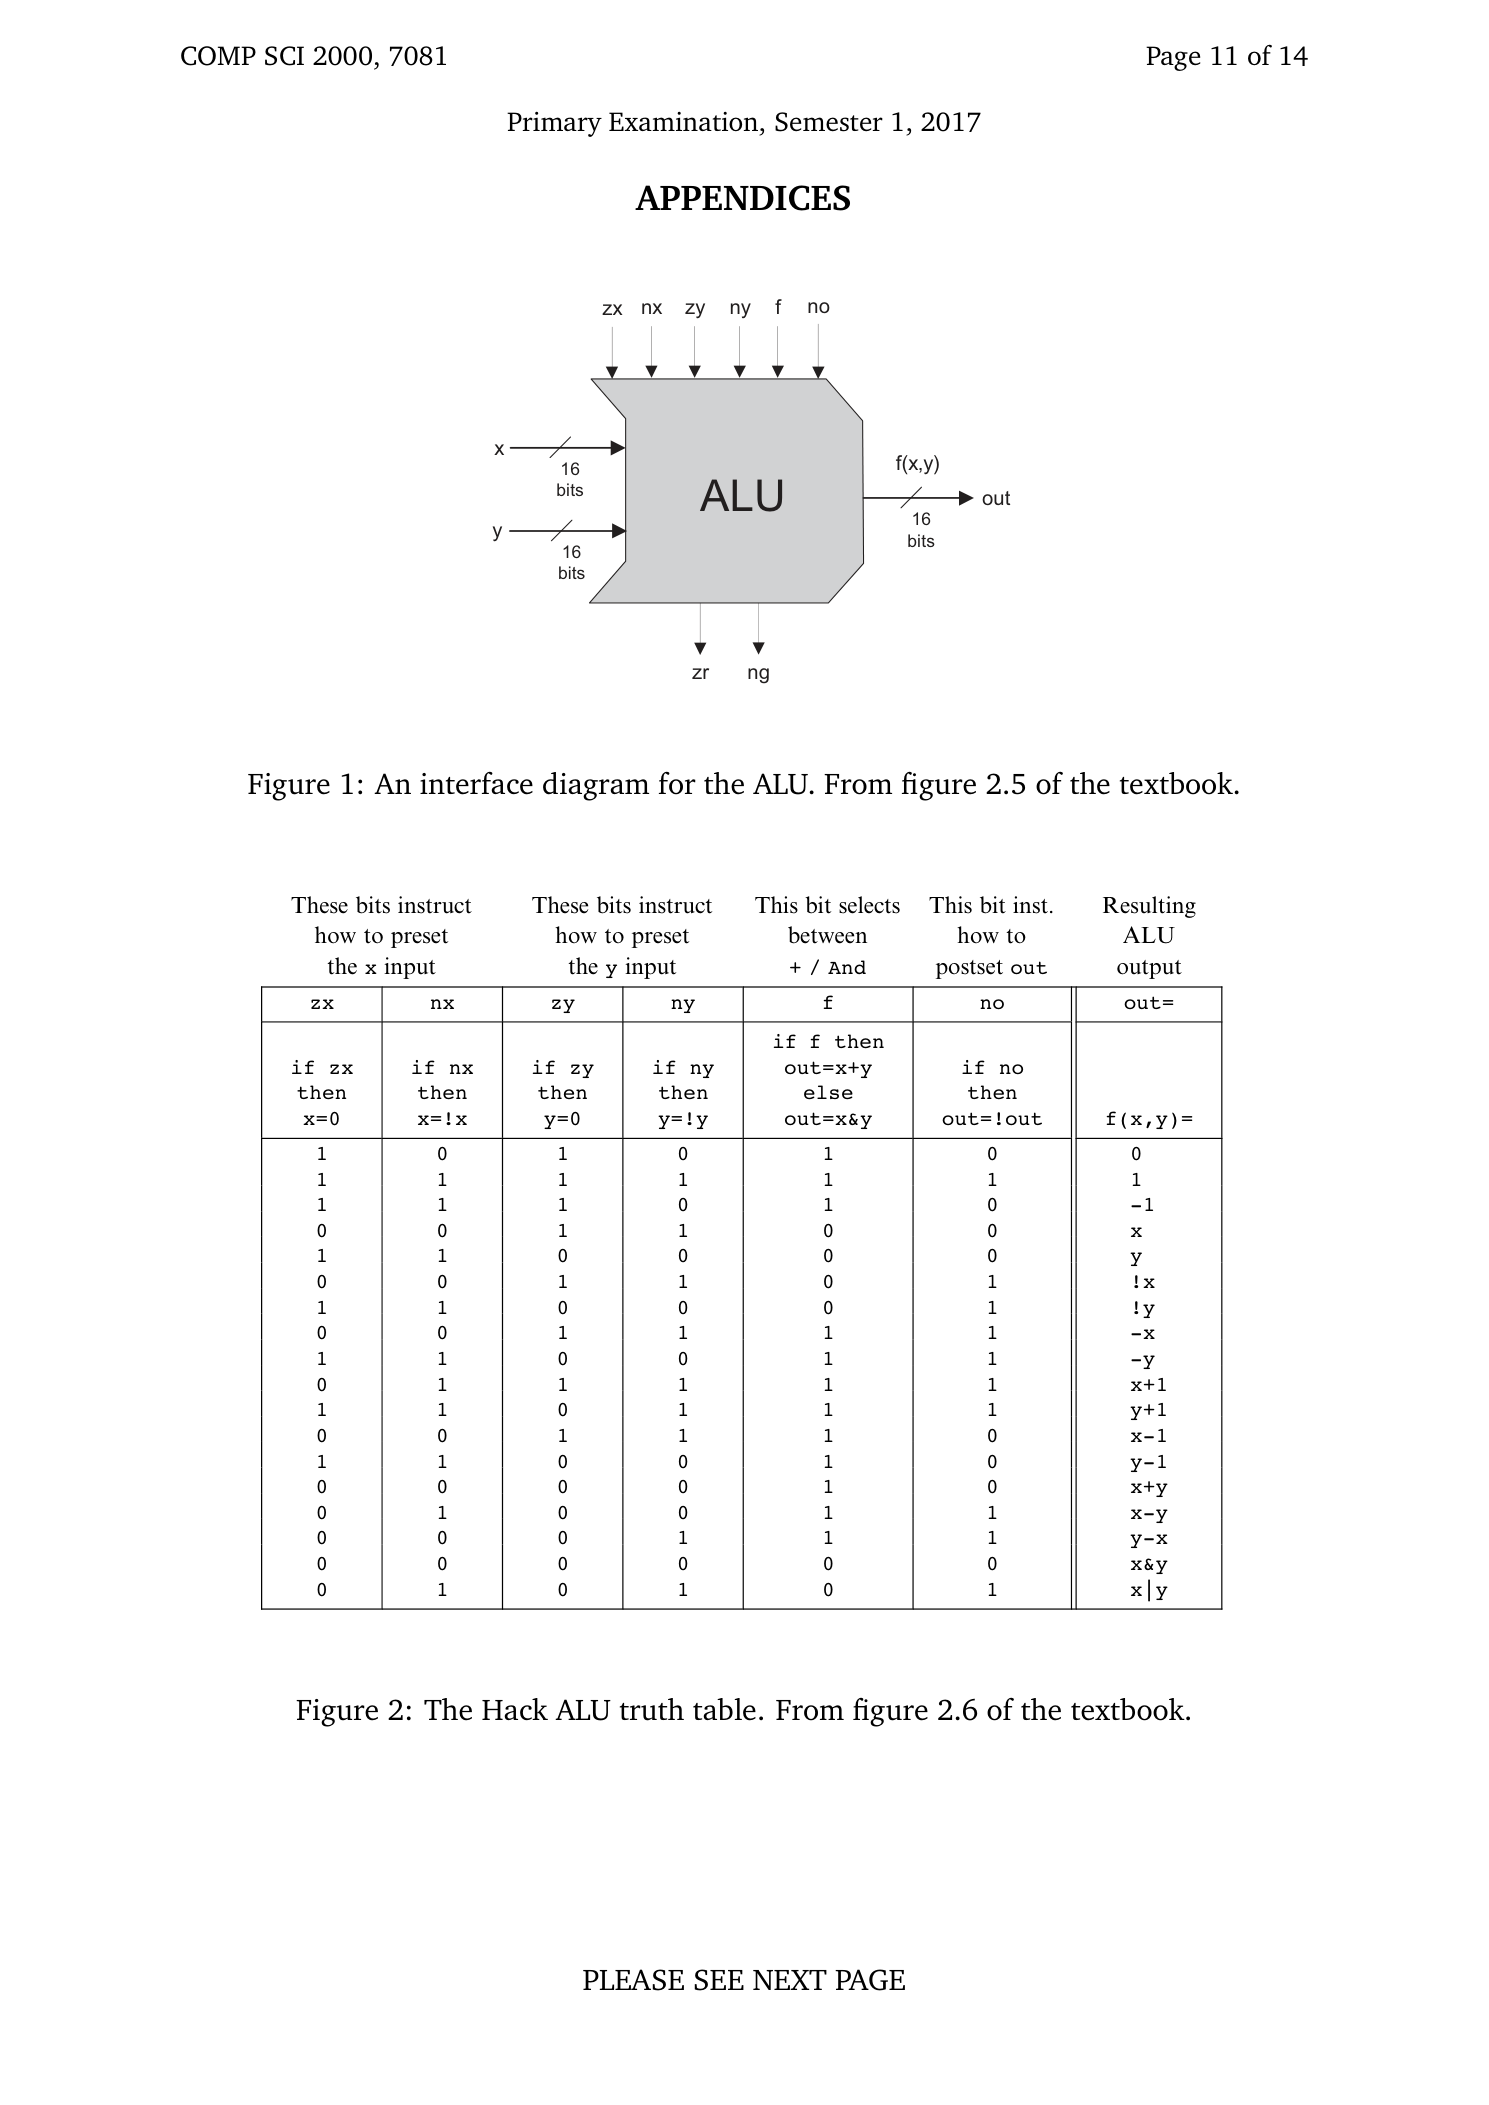 COMP SCI 2000, 7081 Page 11 of 14
Primary Examination, Semester 1, 2017
APPENDICES
zx nx zy ny f no
x
16
bits
y
16
bits
ALU
f(x,y)
out
16
bits
zr ng
Figure 1: An interface diagram for the ALU. From figure 2.5 of the textbook.
These bits instruct These bits instruct This bit selects This bit inst. Resulting
how to preset how to preset between how to ALU
the x input the y input + / And postset out output
zx nx zy ny f no out=
if f then
if zx if nx if zy if ny out=x+y if no
then then then then else then
x=0 x=!x y=0 y=!y out=x&y out=!out f(x,y)=
1 0 1 0 1 0 0
1 1 1 1 1 1 1
1 1 1 0 1 0 -1
0 0 1 1 0 0 x
1 1 0 0 0 0 y
0 0 1 1 0 1 !x
1 1 0 0 0 1 !y
0 0 1 1 1 1 -x
1 1 0 0 1 1 -y
0 1 1 1 1 1 x+1
1 1 0 1 1 1 y+1
0 0 1 1 1 0 x-1
1 1 0 0 1 0 y-1
0 0 0 0 1 0 x+y
0 1 0 0 1 1 x-y
0 0 0 1 1 1 y-x
0 0 0 0 0 0 x&y
0 1 0 1 0 1 x|y
Figure 2: The Hack ALU truth table. From figure 2.6 of the textbook.
PLEASE SEE NEXT PAGE